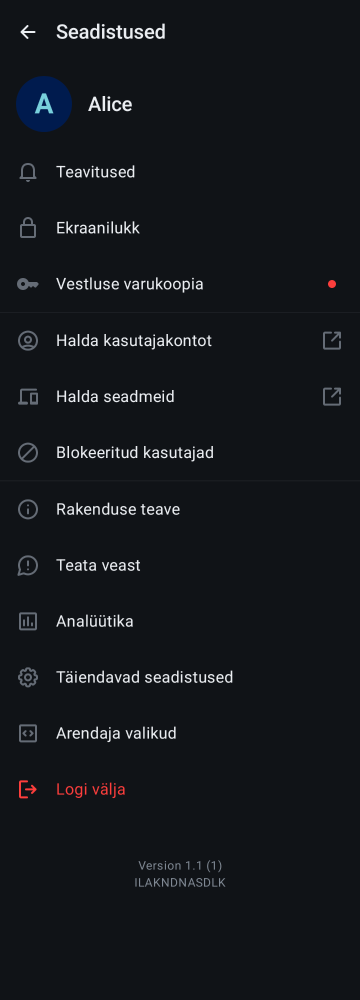 Seadistused
A
Alice
Teavitused
Ekraanilukk
Vestluse varukoopia
Halda kasutajakontot
Halda seadmeid
Blokeeritud kasutajad
Rakenduse teave
Teata veast
Analüütika
Täiendavad seadistused
Arendaja valikud
Logi välja
Version 1.1 (1)
ILAKNDNASDLK